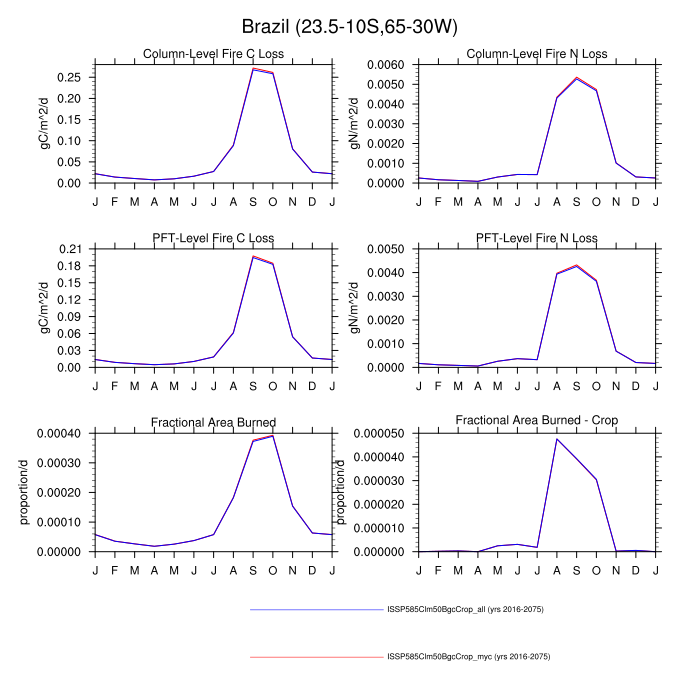 Brazil (23.5-10S,65-30W)
Column-Level Fire C Loss
gC/m^2/d
0.25
0.20
0.15
0.10
0.05
0.00
J F M A M J J A S O N D J
Column-Level Fire N Loss
gN/m^2/d
0.0060
0.0050
0.0040
0.0030
0.0020
0.0010
0.0000
J F M A M J J A S O N D J
PFT-Level Fire C Loss
gC/m^2/d
0.21
0.18
0.15
0.12
0.09
0.06
0.03
0.00
J F M A M J J A S O N D J
PFT-Level Fire N Loss
gN/m^2/d
0.0050
0.0040
0.0030
0.0020
0.0010
0.0000
J F M A M J J A S O N D J
Fractional Area Burned
proportion/d
0.00040
0.00030
0.00020
0.00010
0.00000
J F M A M J J A S O N D J
Fractional Area Burned - Crop
proportion/d
0.000050
0.000040
0.000030
0.000020
0.000010
0.000000
J F M A M J J A S O N D J
ISSP585Clm50BgcCrop_all (yrs 2016-2075)
ISSP585Clm50BgcCrop_myc (yrs 2016-2075)